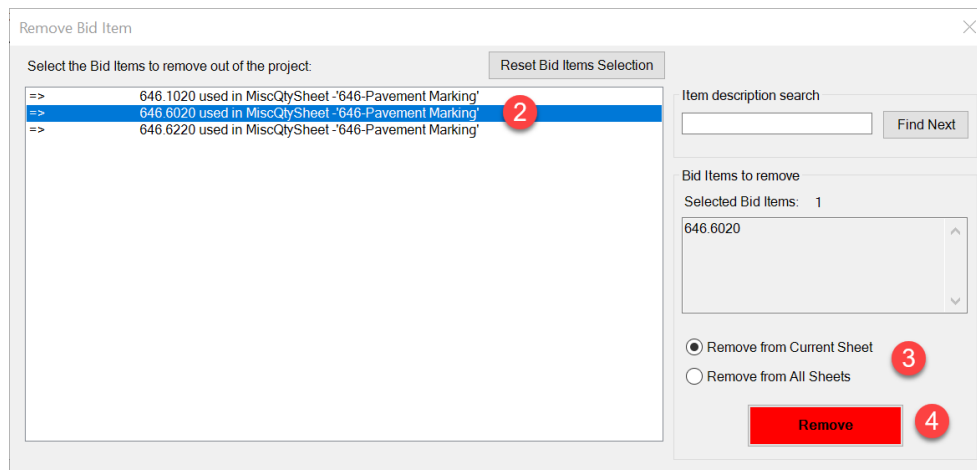 Remove Bid Item
Select the Bid Items to remove out of the project:
Reset Bid Items Selection
=> 646.1020 used in MiscQtySheet -'646-Pavement Marking'
=> 646.6020 used in MiscQtySheet -'646-Pavement Marking'
2
=> 646.6220 used in MiscQtySheet -'646-Pavement Marking'
Item description search
Find Next
Bid Items to remove
Selected Bid Items: 1
646.6020
Remove from Current Sheet
3
Remove from All Sheets
Remove
4